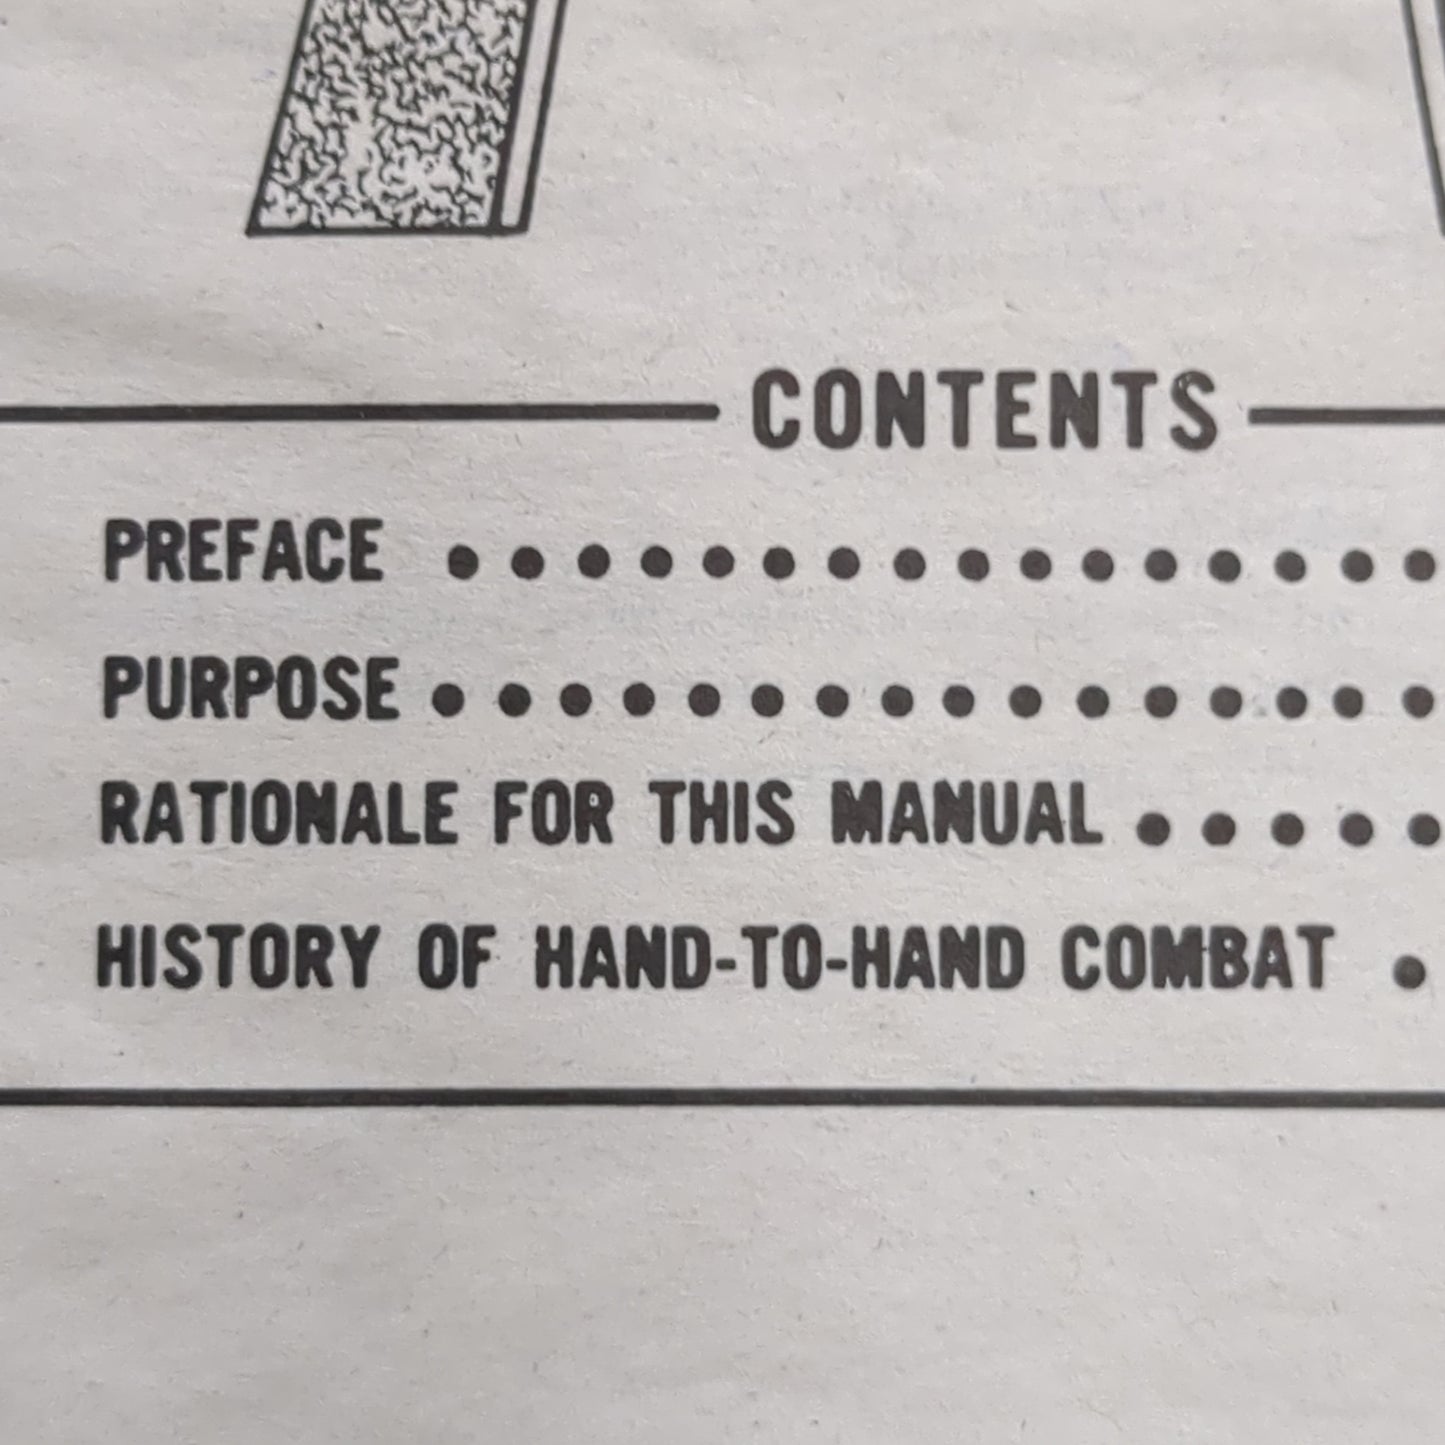 CONTENTS
PREFACE . . . . . . . . . . . . . . . .
PURPOSE . . . . . . . . . . . . . . . .
RATIONALE FOR THIS MANUAL . . . . .
HISTORY OF HAND-TO-HAND COMBAT .